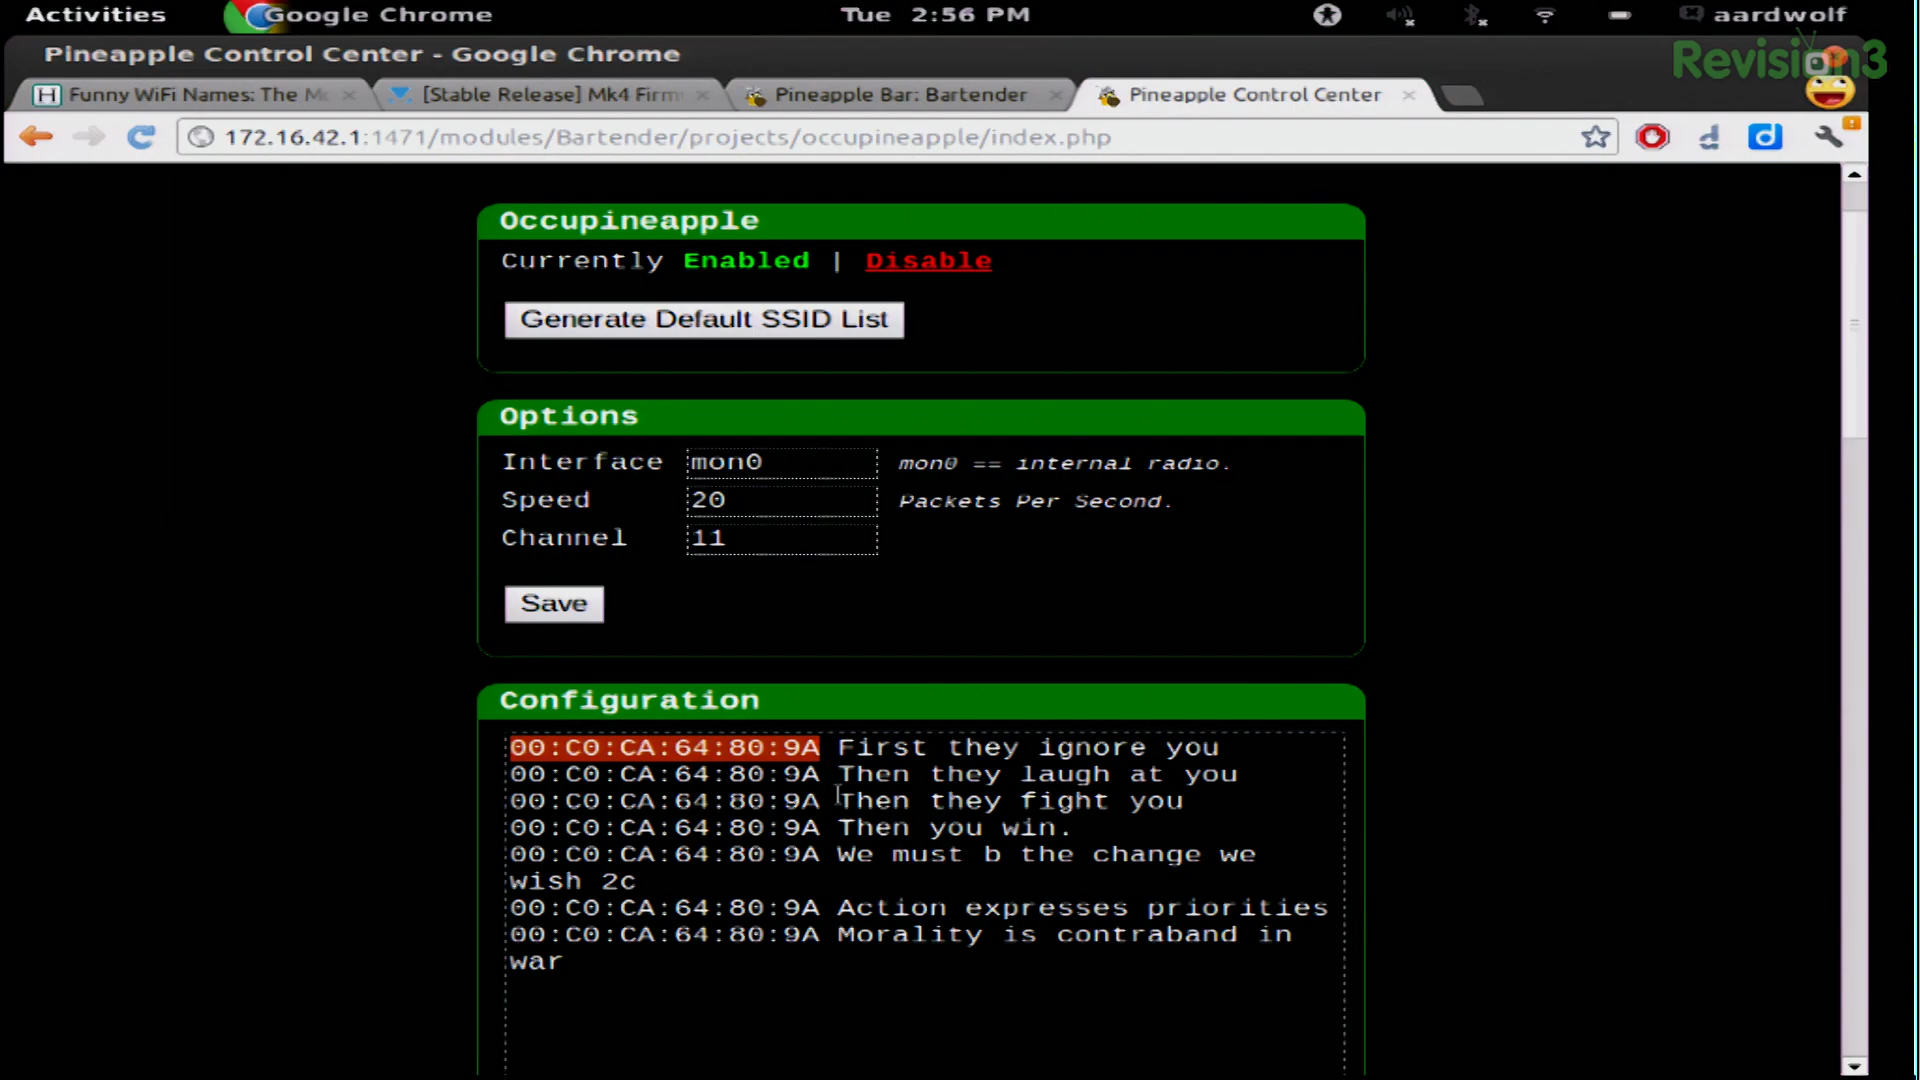 Activities Google Chrome Tue 2:56 PM aardwolf
Pineapple Control Center - Google Chrome
Revision3
Funny WiFi Names: The Mo [Stable Release] Mk4 Firm Pineapple Bar: Bartender Pineapple Control Center
172.16.42.1:1471/modules/Bartender/projects/occupineapple/index.php
Occupineapple
Currently Enabled | Disable
Generate Default SSID List
Options
Interface mon0 mon0 == internal radio.
Speed 20 Packets Per Second.
Channel 11
Save
Configuration
00:C0:CA:64:80:9A First they ignore you
00:C0:CA:64:80:9A Then they laugh at you
00:C0:CA:64:80:9A Then they fight you
00:C0:CA:64:80:9A Then you win.
00:C0:CA:64:80:9A We must b the change we
wish 2c
00:C0:CA:64:80:9A Action expresses priorities
00:C0:CA:64:80:9A Morality is contraband in
war